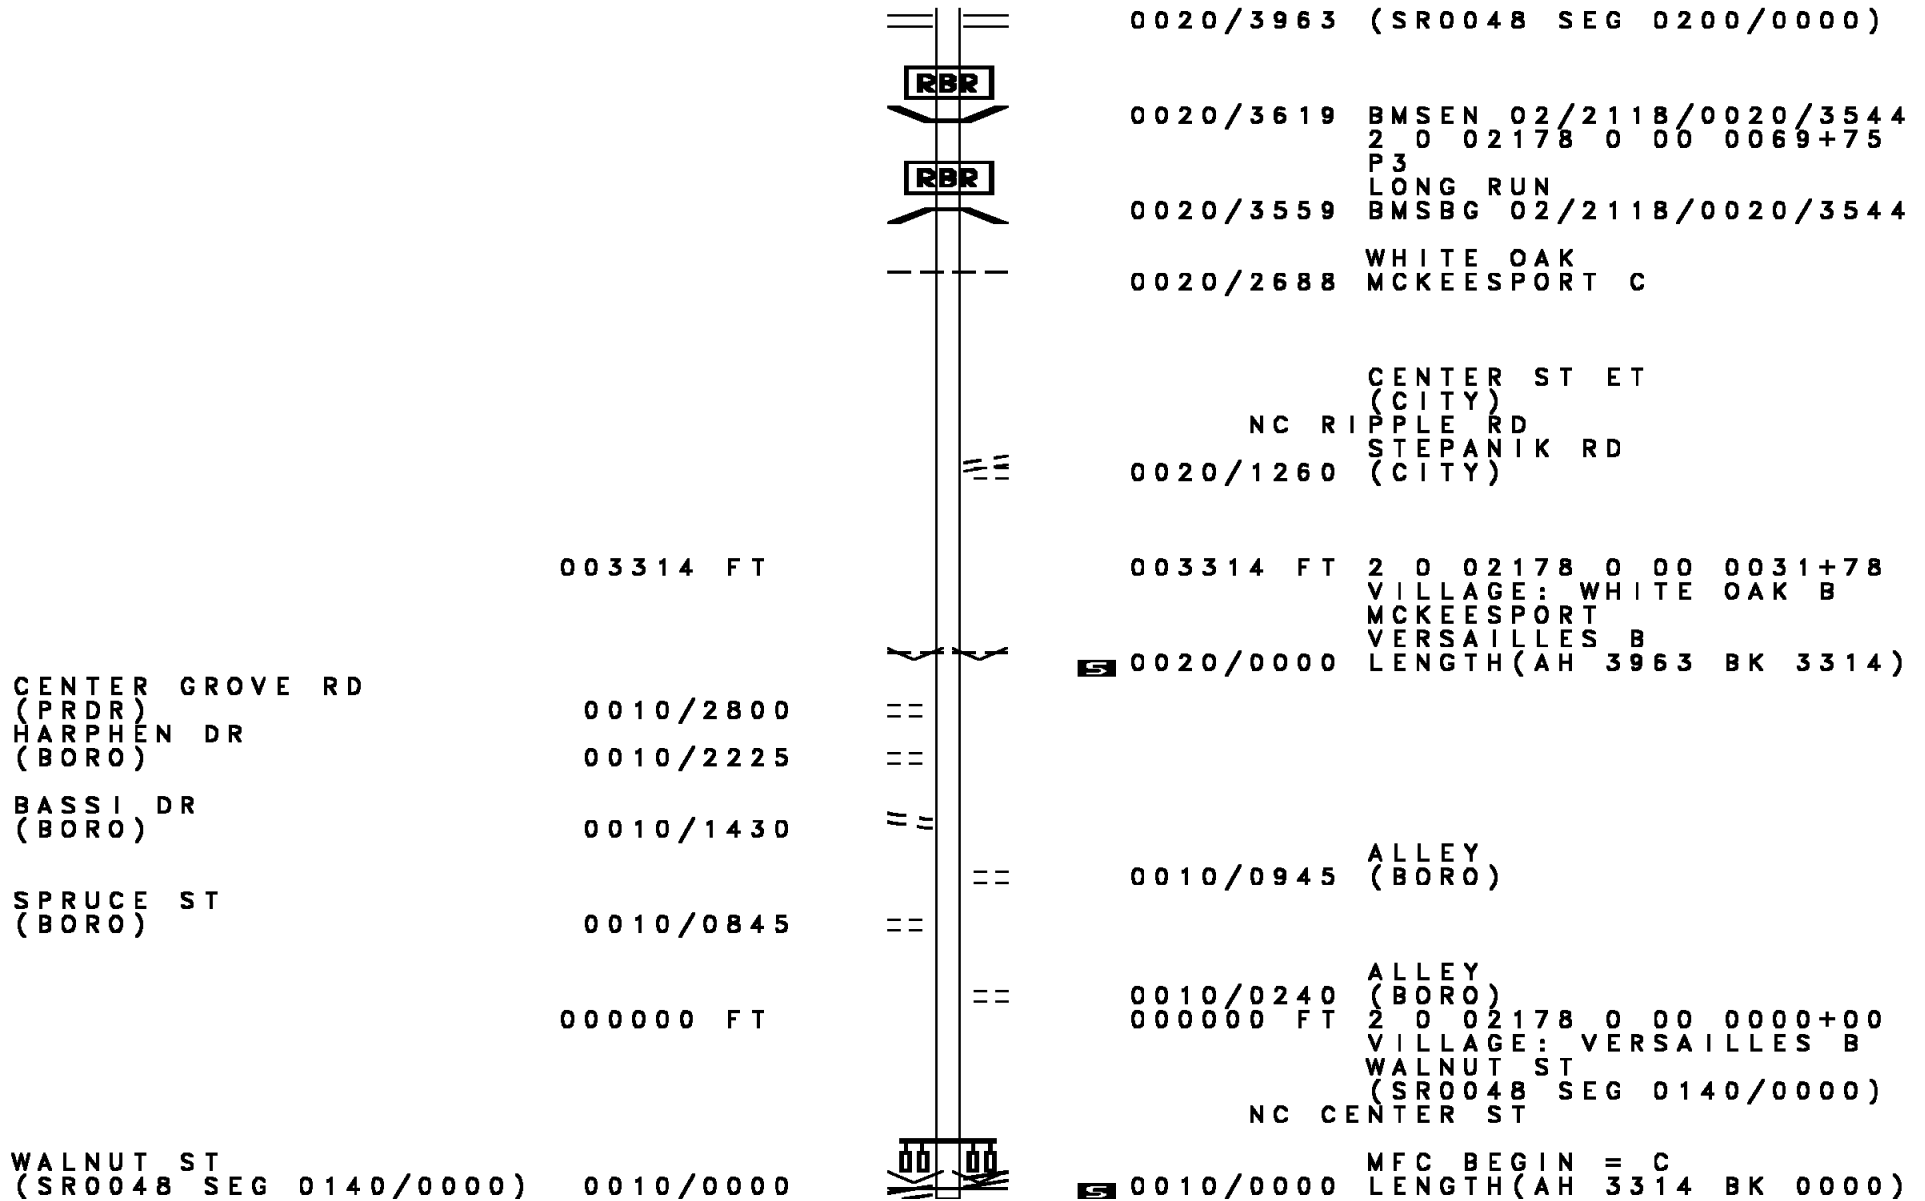 0020/3963 (SR0048 SEG 0200/0000)
RBR
0020/3619 BMSEN 02/2118/0020/3544
2 0 02178 0 00 0069+75
P3
RBR
LONG RUN
0020/3559 BMSBG 02/2118/0020/3544
WHITE OAK
0020/2688 MCKEESPORT C
CENTER ST ET
(CITY)
NC RIPPLE RD
STEPANIK RD
0020/1260 (CITY)
003314 FT 003314 FT 2 0 02178 0 00 0031+78
VILLAGE: WHITE OAK B
MCKEESPORT
VERSAILLES B
S 0020/0000 LENGTH(AH 3963 BK 3314)
CENTER GROVE RD
(PRDR) 0010/2800
HARPHEN DR
(BORO) 0010/2225
BASSI DR
(BORO) 0010/1430
ALLEY
0010/0945 (BORO)
SPRUCE ST
(BORO) 0010/0845
ALLEY
0010/0240 (BORO)
000000 FT 000000 FT 2 0 02178 0 00 0000+00
VILLAGE: VERSAILLES B
WALNUT ST
(SR0048 SEG 0140/0000)
NC CENTER ST
WALNUT ST MFC BEGIN = C
(SR0048 SEG 0140/0000) 0010/0000 S 0010/0000 LENGTH(AH 3314 BK 0000)